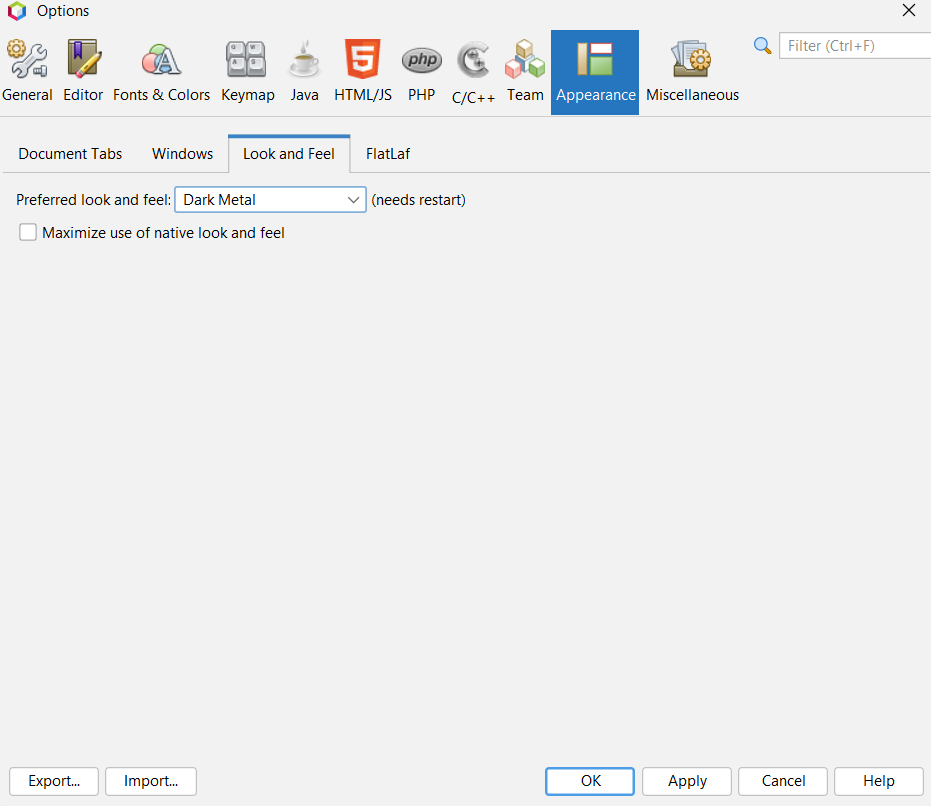 Options
General Editor Fonts & Colors Keymap Java HTML/JS PHP C/C++ Team Appearance Miscellaneous Filter (Ctrl+F)
Document Tabs Windows Look and Feel FlatLaf
Preferred look and feel: Dark Metal (needs restart)
Maximize use of native look and feel
Export... Import... OK Apply Cancel Help